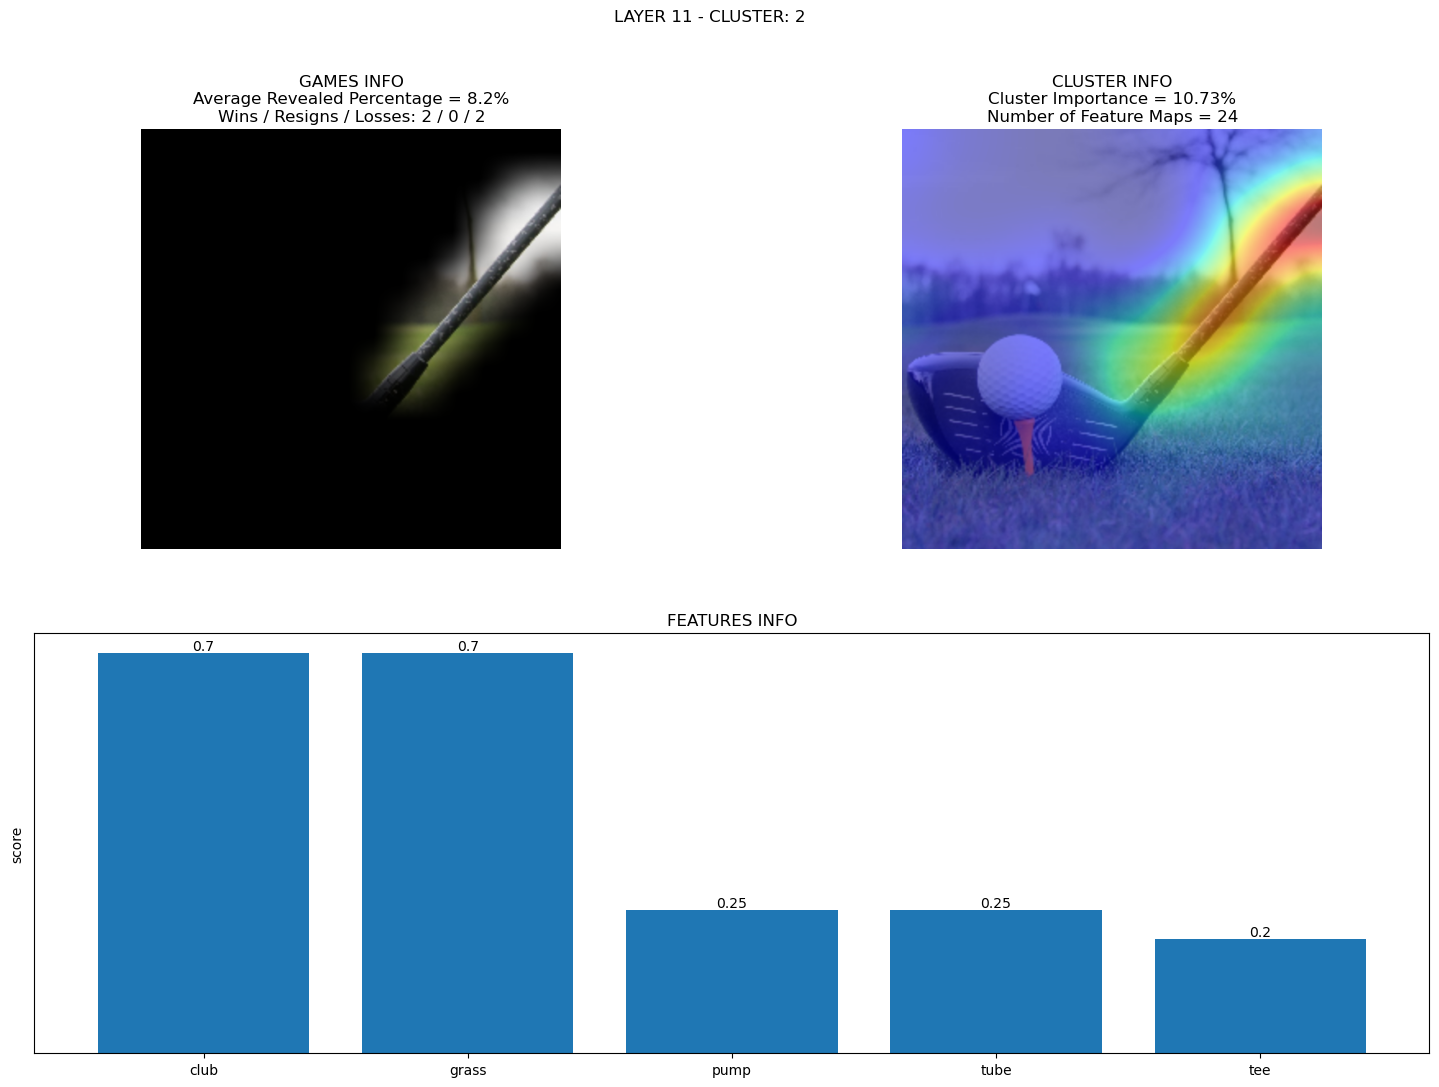 LAYER 11 - CLUSTER: 2
GAMES INFO
Average Revealed Percentage = 8.2%
Wins / Resigns / Losses: 2 / 0 / 2
CLUSTER INFO
Cluster Importance = 10.73%
Number of Feature Maps = 24
FEATURES INFO
score
0.7
0.7
0.25
0.25
0.2
club
grass
pump
tube
tee